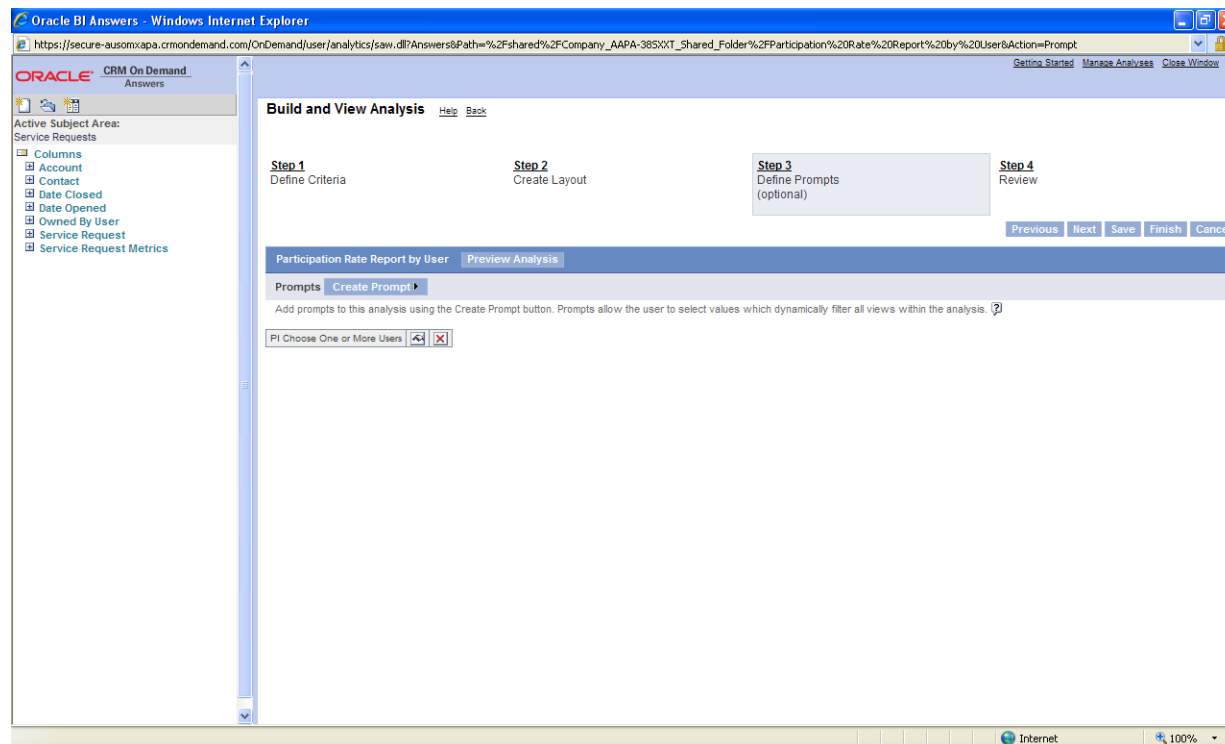 Oracle BI Answers - Windows Internet Explorer
https://secure-ausomxapa.crmondemand.com/OnDemand/user/analytics/saw.dll?Answers&Path=%2Fshared%2FCompany_AAPA-385XXT_Shared_Folder%2FParticipation%20Rate%20Report%20by%20User&Action=Prompt
ORACLE CRM On Demand
Answers
Getting Started Manage Analyses Close Window
Active Subject Area:
Service Requests
Columns
Account
Contact
Date Closed
Date Opened
Owned By User
Service Request
Service Request Metrics
Build and View Analysis Help Back
Step 1 Step 2 Step 3 Step 4
Define Criteria Create Layout Define Prompts Review
(optional)
Previous Next Save Finish Cance
Participation Rate Report by User Preview Analysis
Prompts Create Prompt
Add prompts to this analysis using the Create Prompt button. Prompts allow the user to select values which dynamically filter all views within the analysis.
PI Choose One or More Users
Internet 100%